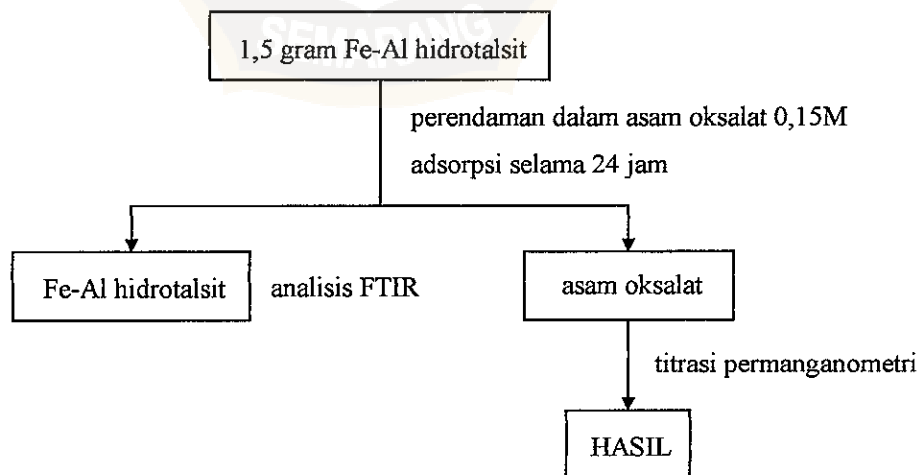 SEMARANG
1,5 gram Fe-Al hidrotalsit
perendaman dalam asam oksalat 0,15M
adsorpsi selama 24 jam
Fe-Al hidrotalsit
analisis FTIR
asam oksalat
titrasi permanganometri
HASIL